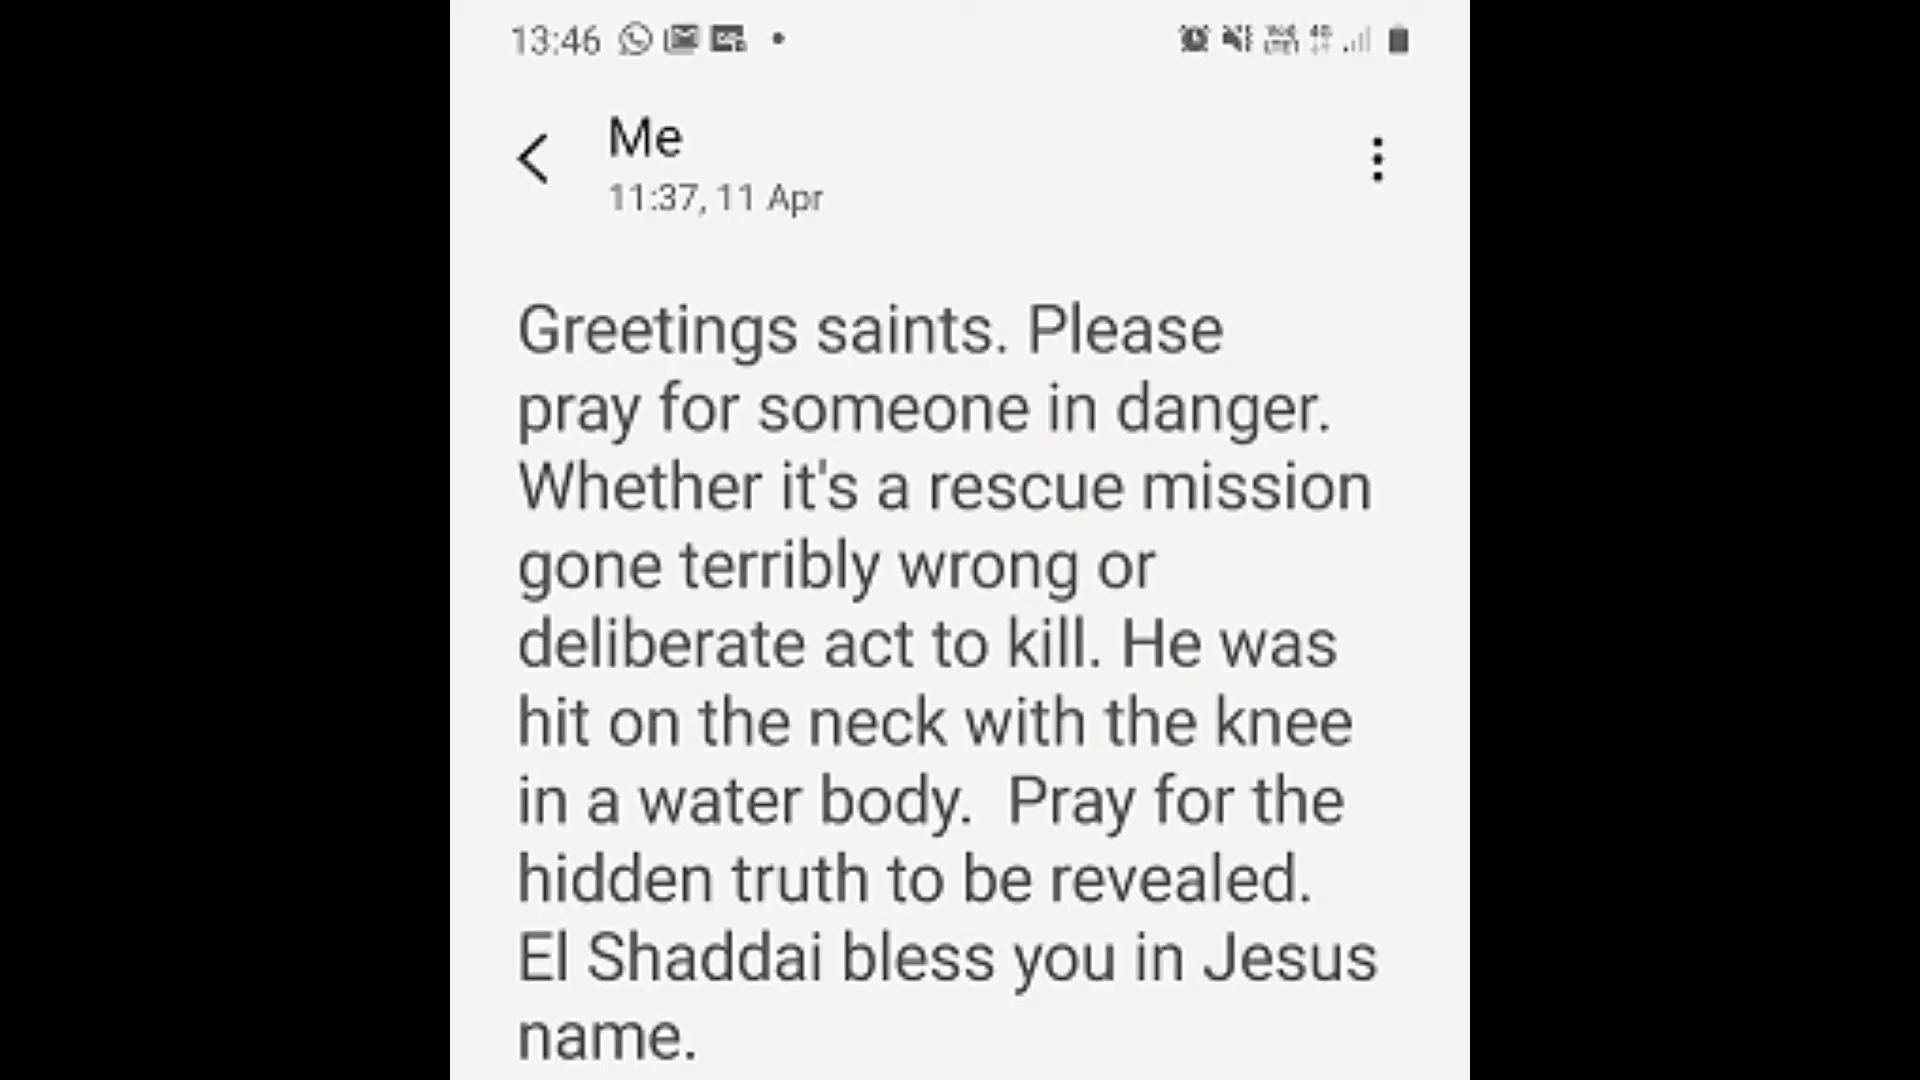 13:46
Me
11:37, 11 Apr
Greetings saints. Please
pray for someone in danger.
Whether it's a rescue mission
gone terribly wrong or
deliberate act to kill. He was
hit on the neck with the knee
in a water body.  Pray for the
hidden truth to be revealed.
El Shaddai bless you in Jesus
name.